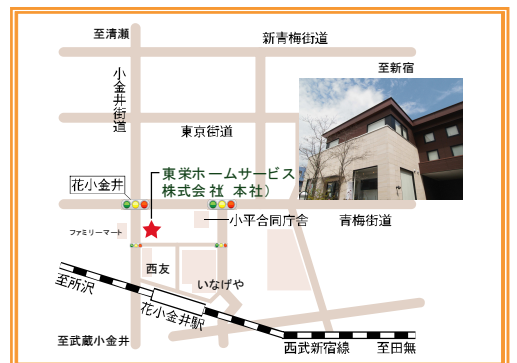 至清瀬
新青梅街道
至新宿
小金井街道
東京街道
東栄ホームサービス
株式会社( 本社)
花小金井
小平合同庁舎
青梅街道
ファミリーマート
西友
いなげや
至所沢
花小金井駅
至武蔵小金井
西武新宿線
至田無